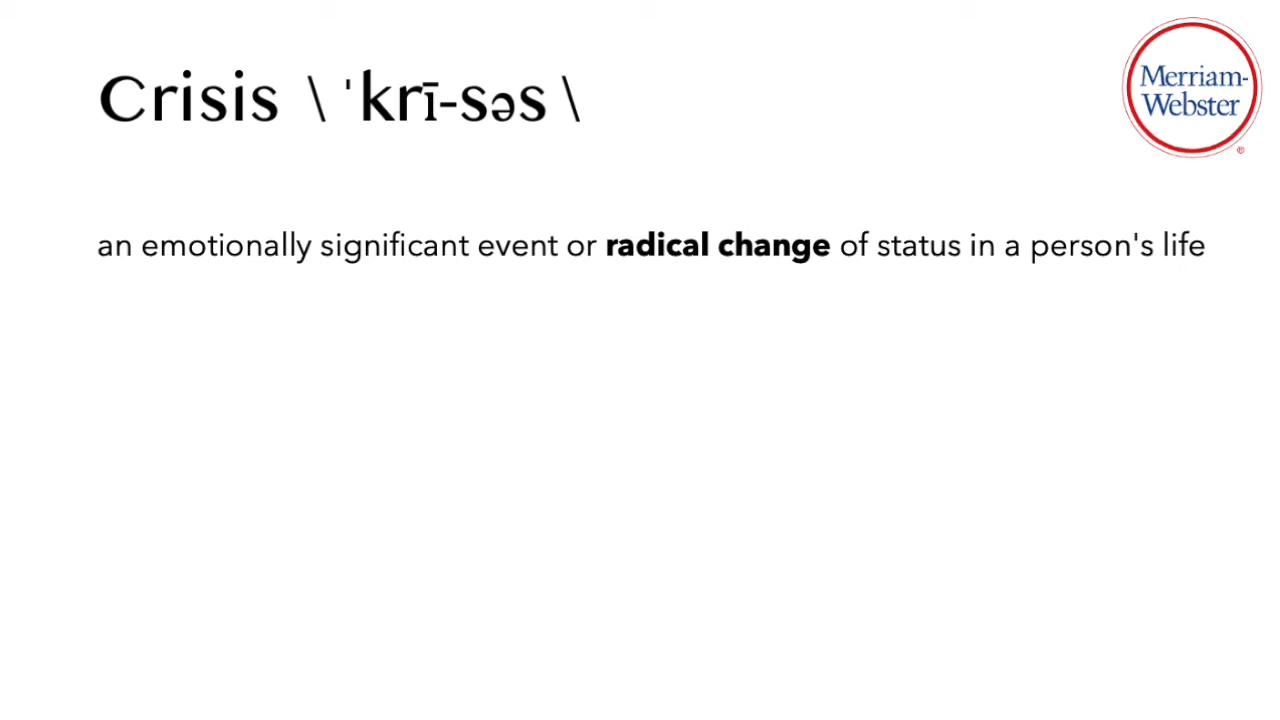 Crisis \ ˈkrī-səs \
Merriam-
Webster
®
an emotionally significant event or radical change of status in a person's life